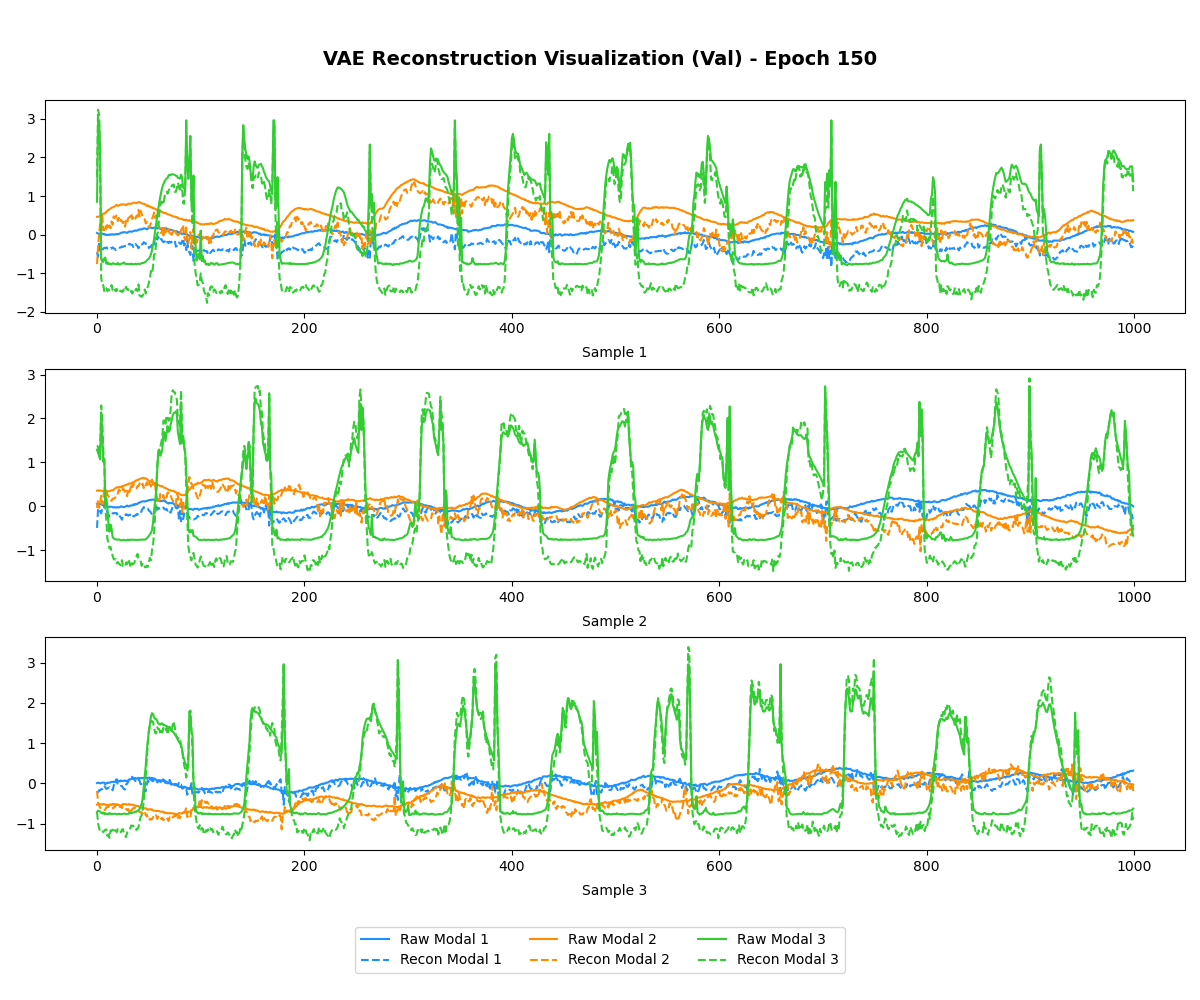 VAE Reconstruction Visualization (Val) - Epoch 150
3
2
1
0
−1
−2
0 200 400 600 800 1000
Sample 1
3
2
1
0
−1
0 200 400 600 800 1000
Sample 2
3
2
1
0
−1
0 200 400 600 800 1000
Sample 3
Raw Modal 1 Raw Modal 2 Raw Modal 3
Recon Modal 1 Recon Modal 2 Recon Modal 3